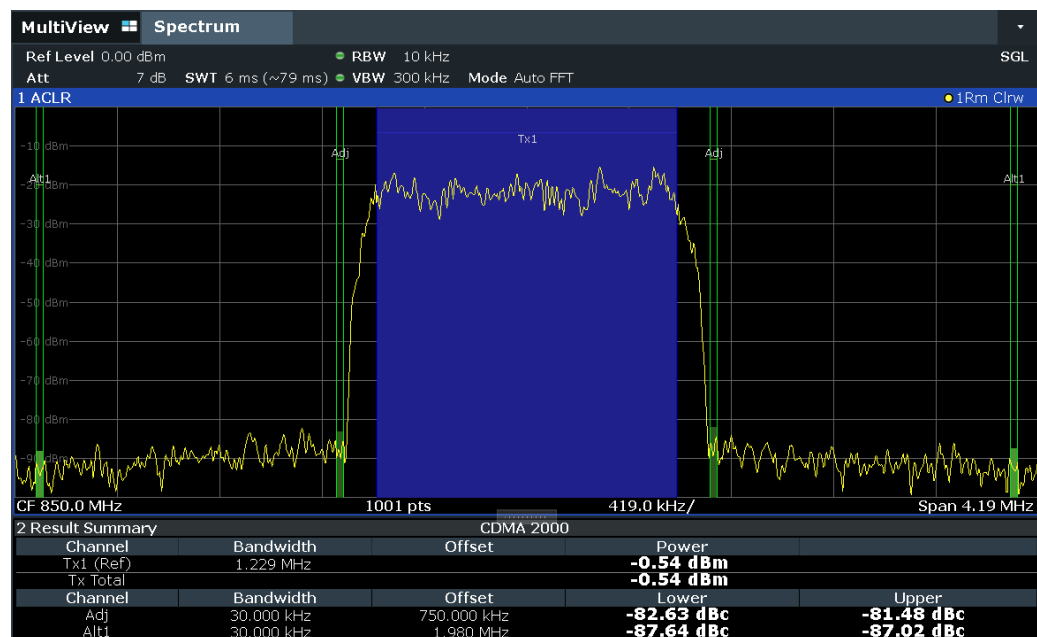 MultiView Spectrum
Ref Level 0.00 dBm RBW 10 kHz SGL
Att 7 dB SWT 6 ms (~79 ms) VBW 300 kHz Mode Auto FFT
1 ACLR 1Rm Clrw
Tx1
-10 dBm
Adj Adj
Alt1 Alt1
-20 dBm
-30 dBm
-40 dBm
-50 dBm
-60 dBm
-70 dBm
-80 dBm
-90 dBm
CF 850.0 MHz 1001 pts 419.0 kHz/ Span 4.19 MHz
2 Result Summary CDMA 2000
Channel Bandwidth Offset Power
Tx1 (Ref) 1.229 MHz -0.54 dBm
Tx Total -0.54 dBm
Channel Bandwidth Offset Lower Upper
Adj 30.000 kHz 750.000 kHz -82.63 dBc -81.48 dBc
Alt1 30.000 kHz 1.980 MHz -87.64 dBc -87.02 dBc